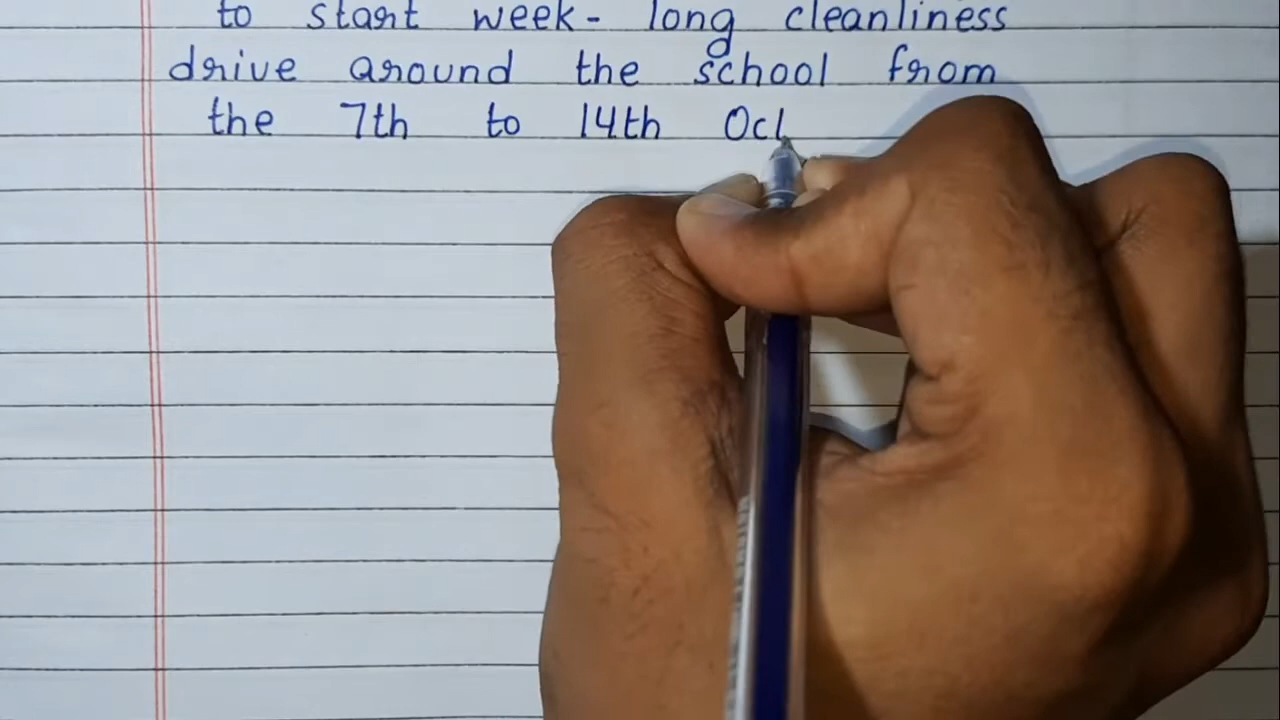 to start week- long cleanliness
drive around the school from
the 7th to 14th Oct